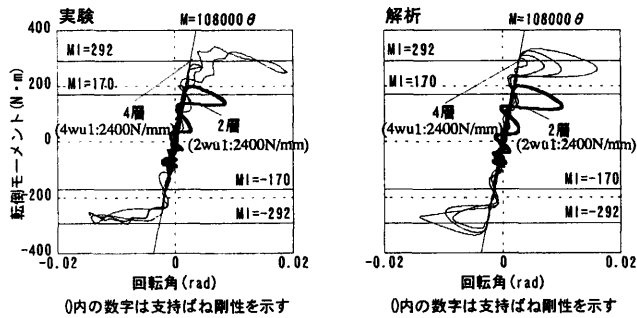 実験
M=108000θ
400
Ml=292
200
Ml=170
4層
(4wu1:2400N/mm)
2層
(2wu1:2400N/mm)
0
Ml=-170
-200
Ml=-292
-400
-0.02
0
0.02
転倒モーメント(N・m)
回転角(rad)
()内の数字は支持ばね剛性を示す
解析
M=108000θ
Ml=292
Ml=170
4層
(4wu1:2400N/mm)
2層
(2wu1:2400N/mm)
Ml=-170
Ml=-292
-0.02
0
0.02
回転角(rad)
()内の数字は支持ばね剛性を示す